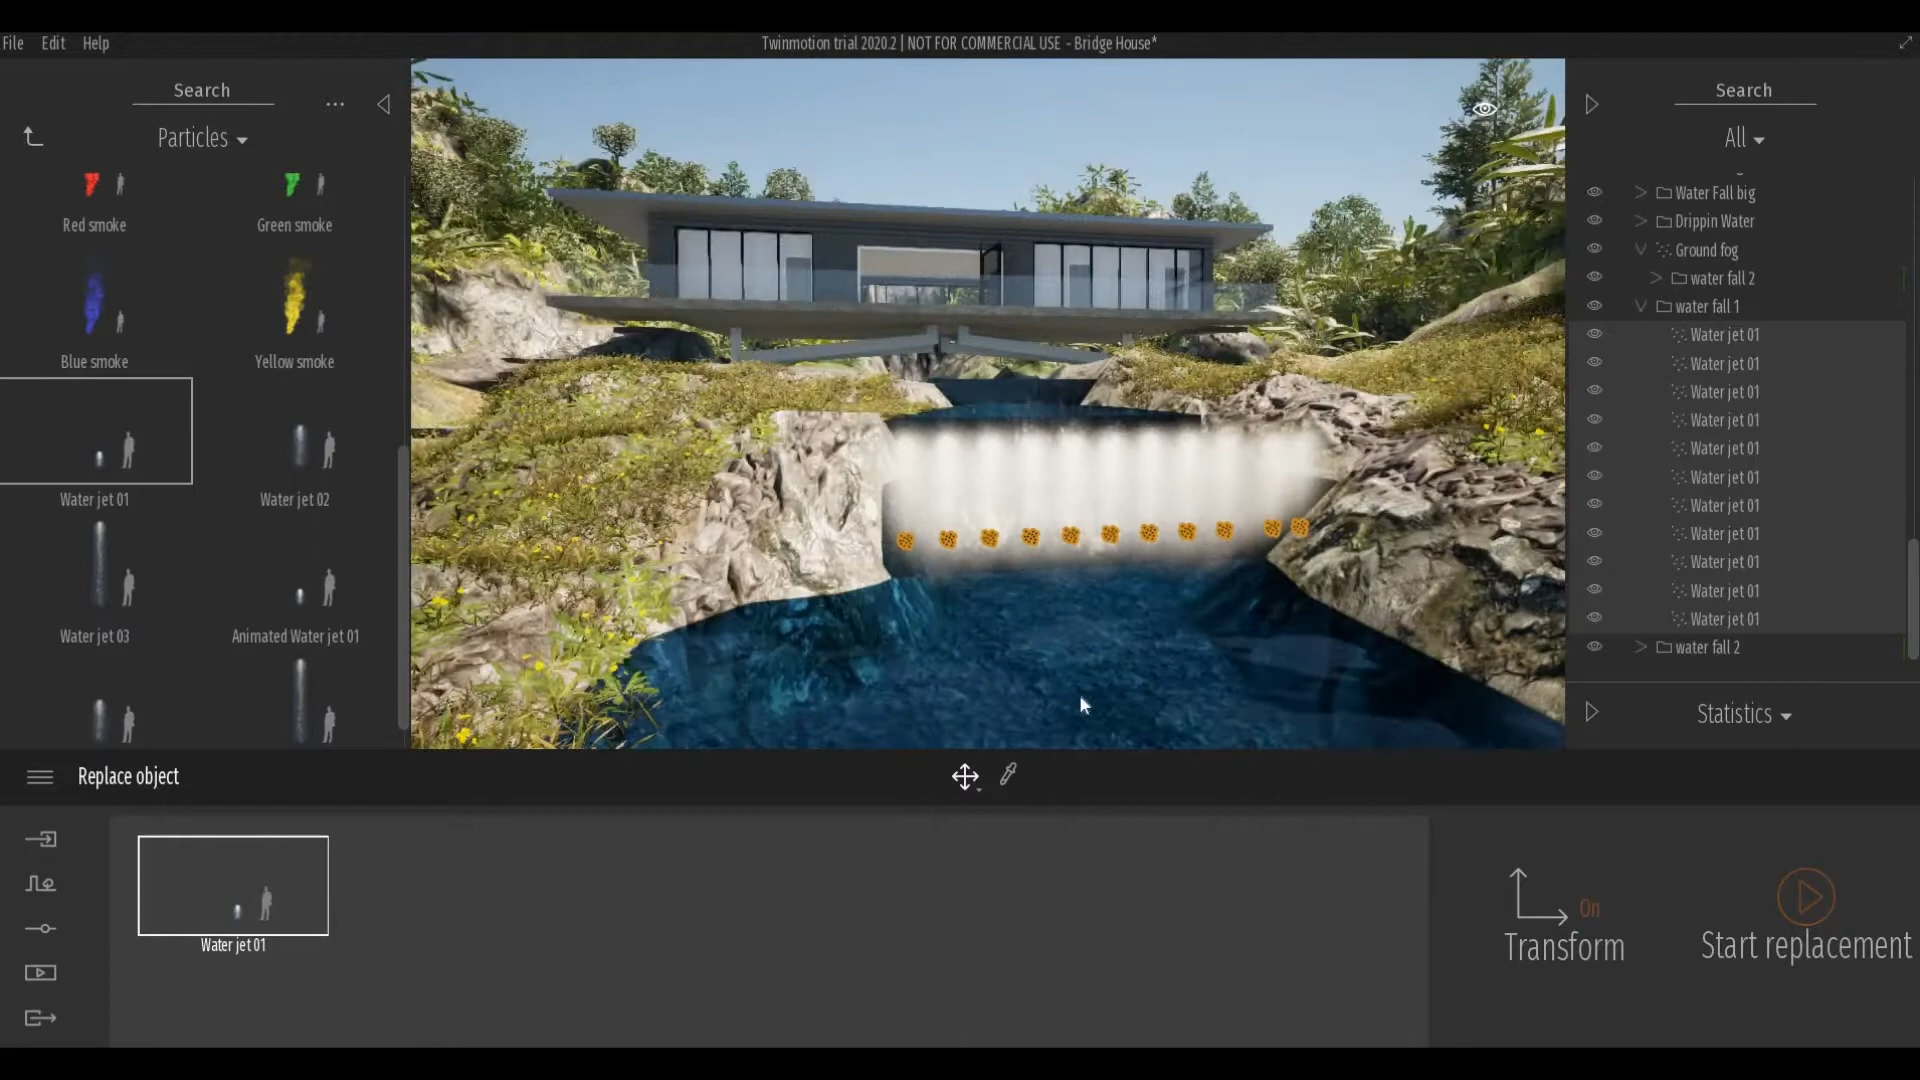 File Edit Help
Twinmotion trial 2020.2 | NOT FOR COMMERCIAL USE - Bridge House*
Search
...
Particles
Red smoke
Green smoke
Blue smoke
Yellow smoke
Water jet 01
Water jet 02
Water jet 03
Animated Water jet 01
Search
All
Water Fall big
Drippin Water
Ground fog
water fall 2
water fall 1
Water jet 01
Water jet 01
Water jet 01
Water jet 01
Water jet 01
Water jet 01
Water jet 01
Water jet 01
Water jet 01
Water jet 01
Water jet 01
water fall 2
Statistics
Replace object
Water jet 01
On
Transform
Start replacement